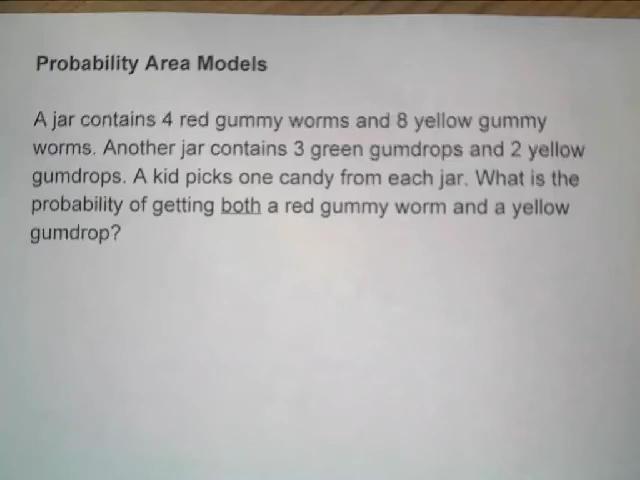 Probability Area Models
A jar contains 4 red gummy worms and 8 yellow gummy
worms. Another jar contains 3 green gumdrops and 2 yellow
gumdrops. A kid picks one candy from each jar. What is the
probability of getting both a red gummy worm and a yellow
gumdrop?